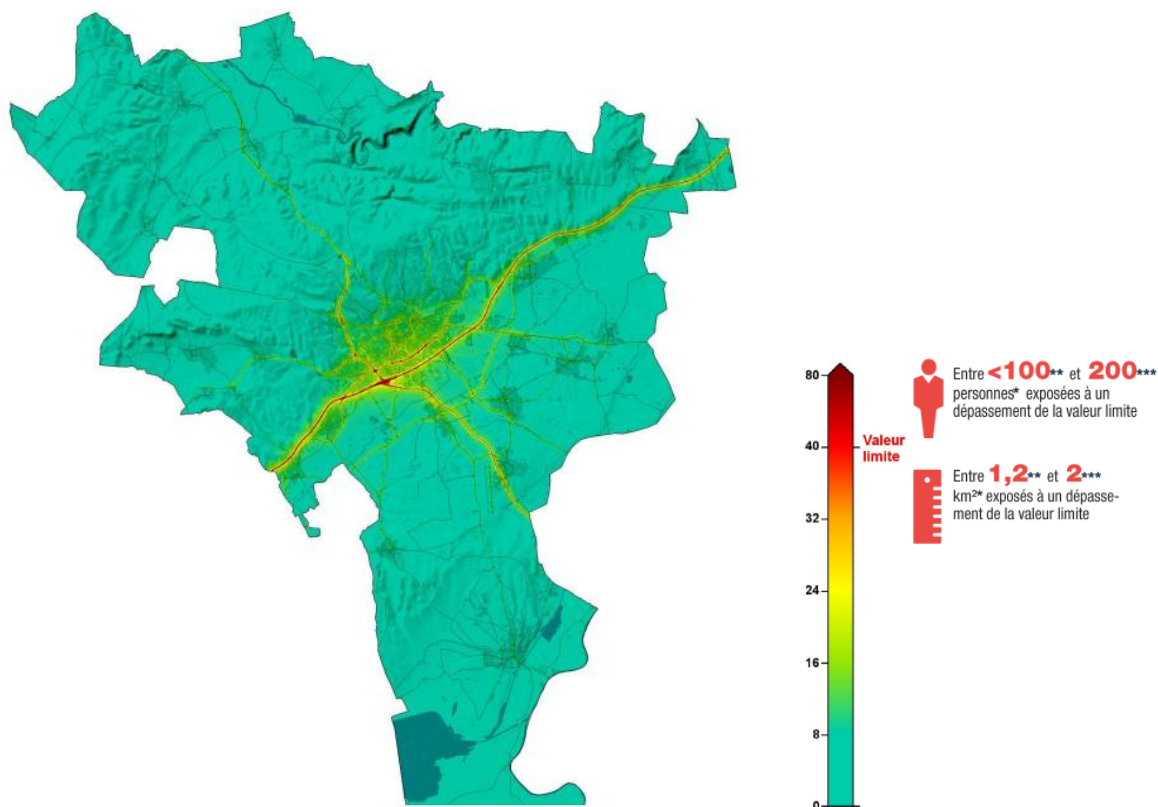 80
Valeur
limite
40
32
24
16
8
0
Entre <100** et 200***
personnes* exposées à un
dépassement de la valeur limite
Entre 1,2** et 2***
km²* exposés à un dépasse-
ment de la valeur limite